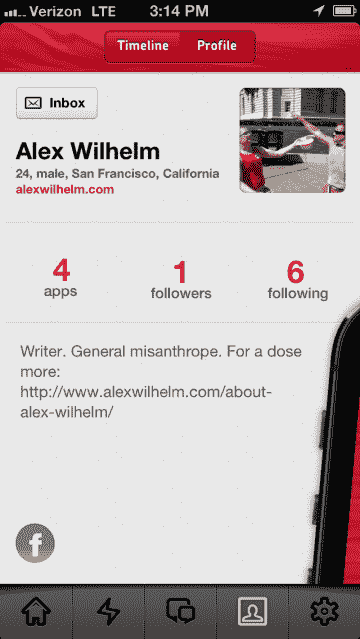 Verizon LTE 3:14 PM
Timeline Profile
Inbox
Alex Wilhelm
24, male, San Francisco, California
alexwilhelm.com
4 1 6
apps followers following
Writer. General misanthrope. For a dose
more:
http://www.alexwilhelm.com/about-
alex-wilhelm/
f